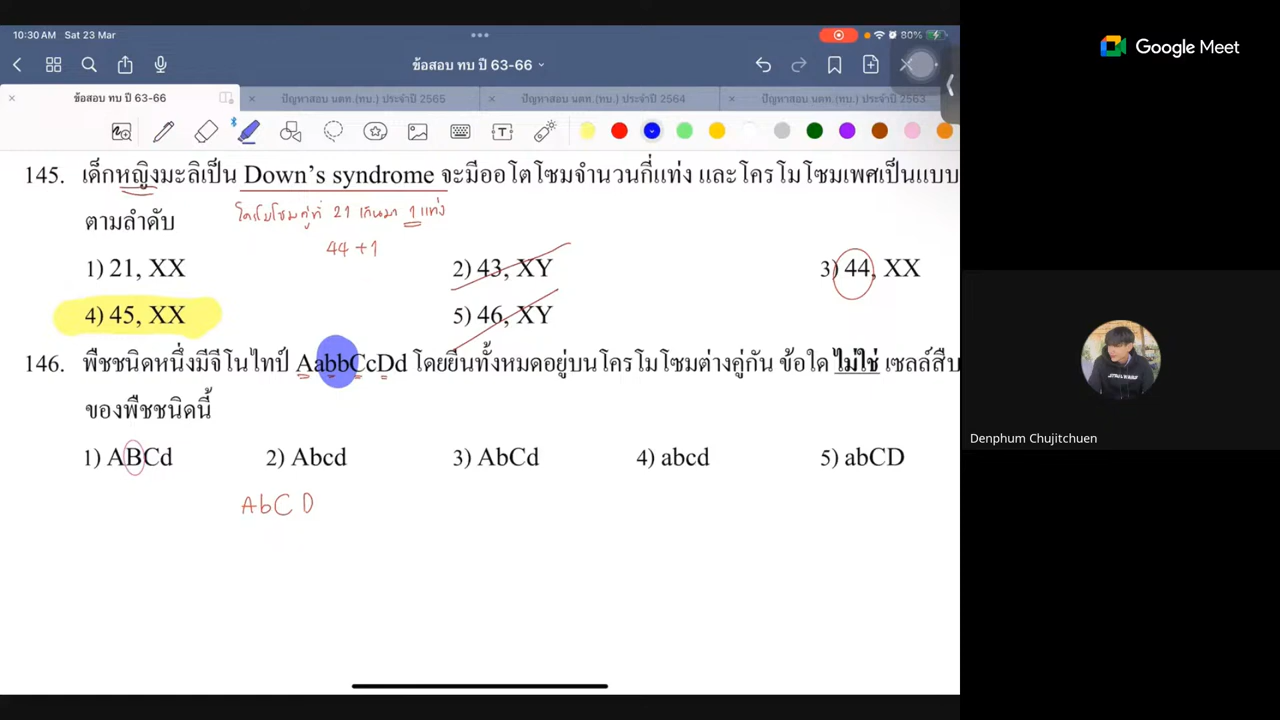 10:30 AM Sat 23 Mar
80%
ข้อสอบ ทบ ปี 63-66
ข้อสอบ ทบ ปี 63-66
ปัญหาสอบ นตท.(ทบ.) ประจำปี 2565
ปัญหาสอบ นตท.(ทบ.) ประจำปี 2564
ปัญหาสอบ นตท.(ทบ.) ประจำปี 2563
145. เด็กหญิงมะลิเป็น Down's syndrome จะมีออโตโซมจำนวนกี่แท่ง และโครโมโซมเพศเป็นแบบ
โครโมโซมคู่ที่ 21 เกินมา 1 แท่ง
ตามลำดับ
44 + 1
1) 21, XX 2) 43, XY 3) 44, XX
4) 45, XX 5) 46, XY
146. พืชชนิดหนึ่งมีจีโนไทป์ AabbCcDd โดยยีนทั้งหมดอยู่บนโครโมโซมต่างคู่กัน ข้อใด ไม่ใช่ เซลล์สืบ
ของพืชชนิดนี้
1) ABCd 2) Abcd 3) AbCd 4) abcd 5) abCD
AbCD
Google Meet
Denphum Chujitchuen